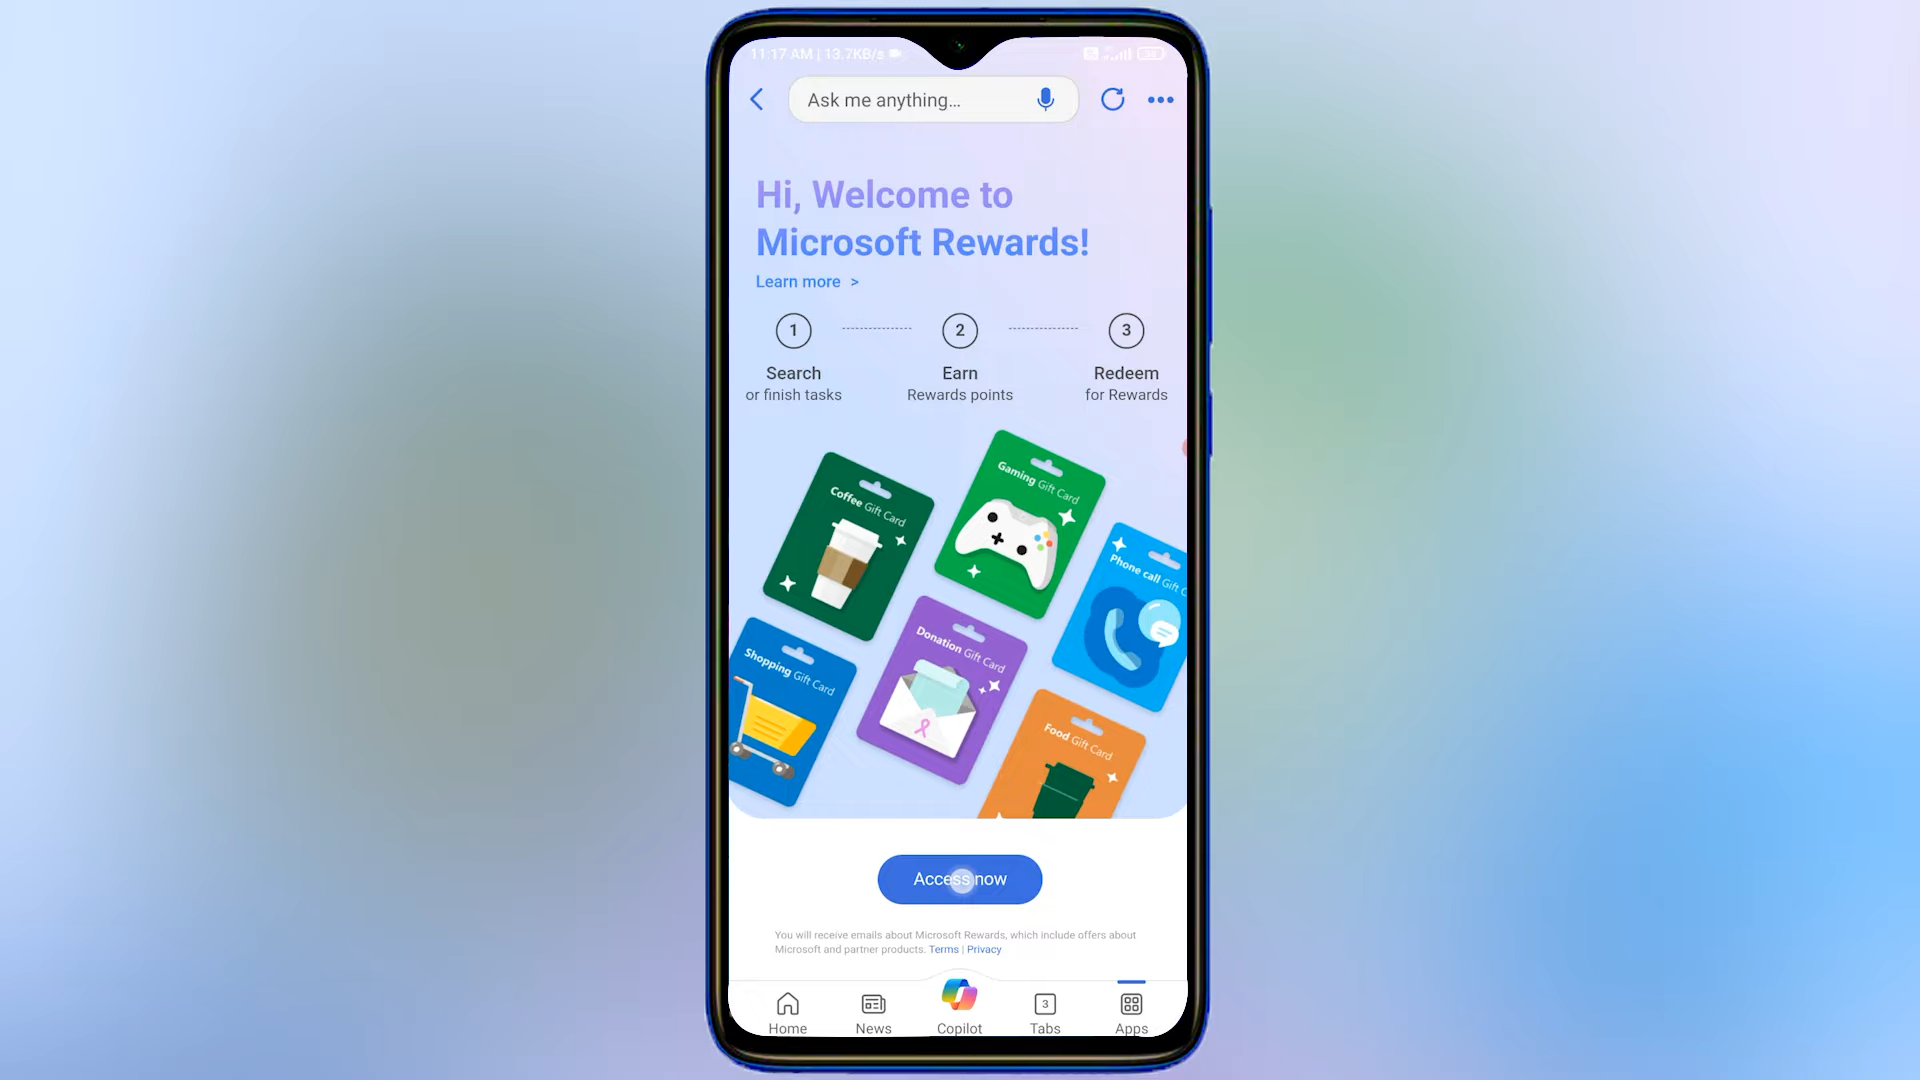 11:17 AM | 13.7KB/s
Ask me anything...
Hi, Welcome to
Microsoft Rewards!
Learn more >
1
2
3
Search
Earn
Redeem
or finish tasks
Rewards points
for Rewards
Coffee Gift Card
Gaming Gift Card
Phone call Gift C
Shopping Gift Card
Donation Gift Card
Food Gift Card
Access now
You will receive emails about Microsoft Rewards, which include offers about
Microsoft and partner products. Terms | Privacy
3
Home
News
Copilot
Tabs
Apps